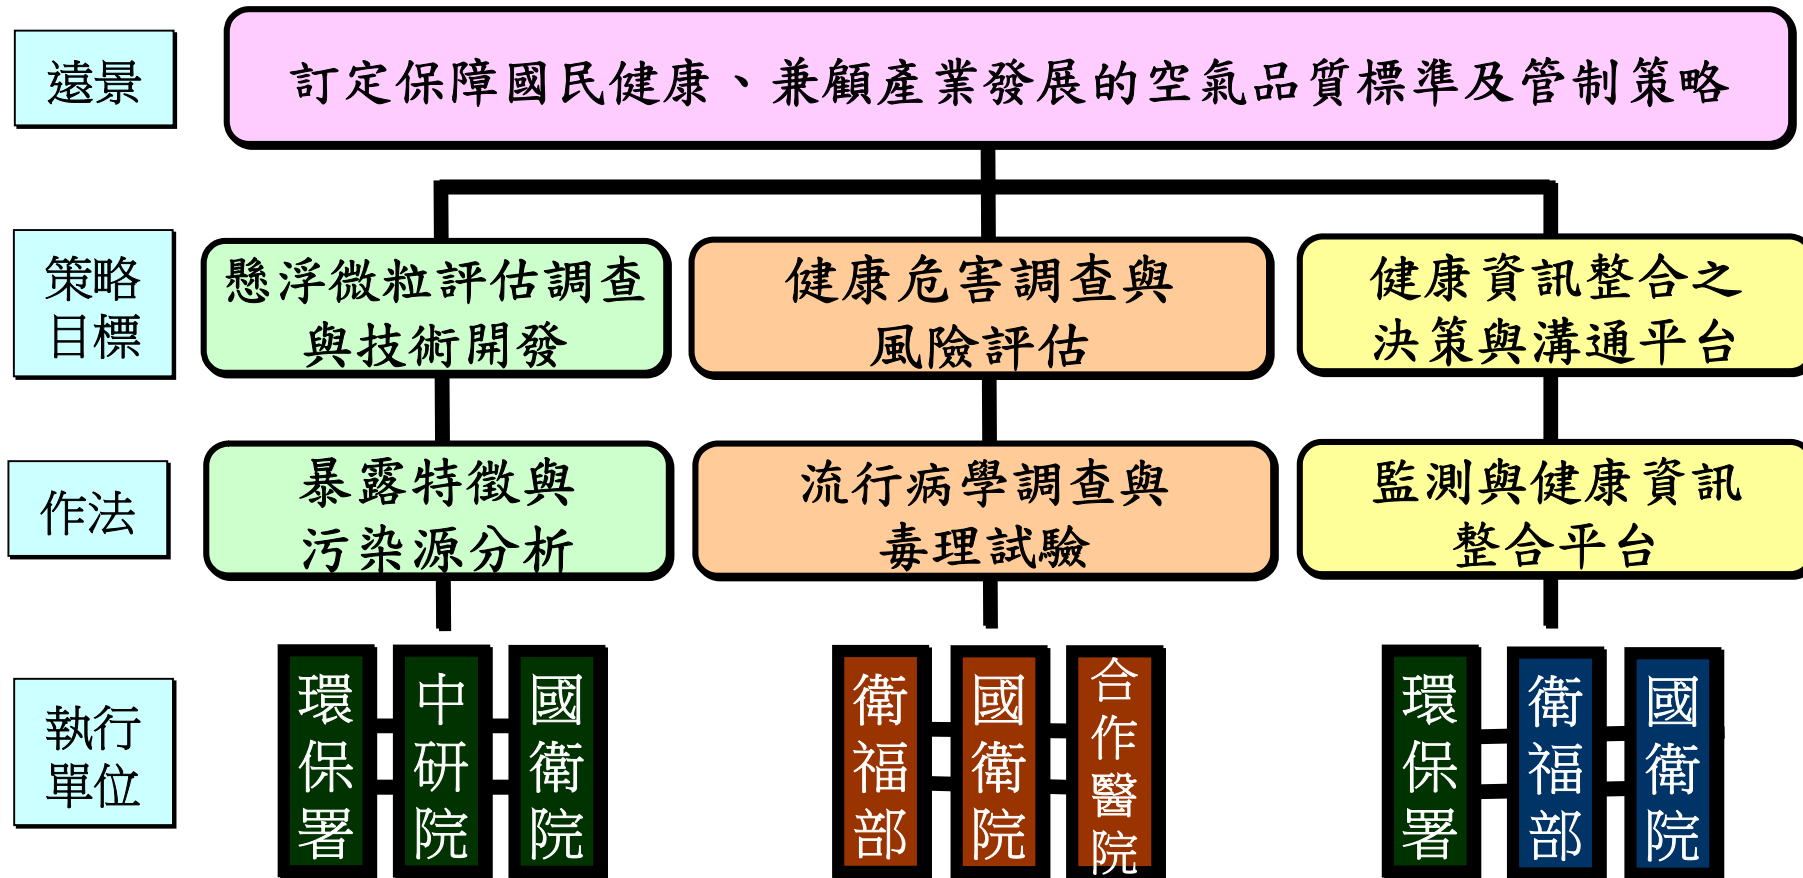 遠景
訂定保障國民健康、兼顧產業發展的空氣品質標準及管制策略
策略
目標
懸浮微粒評估調查
與技術開發
健康危害調查與
風險評估
健康資訊整合之
決策與溝通平台
作法
暴露特徵與
污染源分析
流行病學調查與
毒理試驗
監測與健康資訊
整合平台
執行
單位
環保署
中研院
國衛院
衛福部
國衛院
合作醫院
環保署
衛福部
國衛院